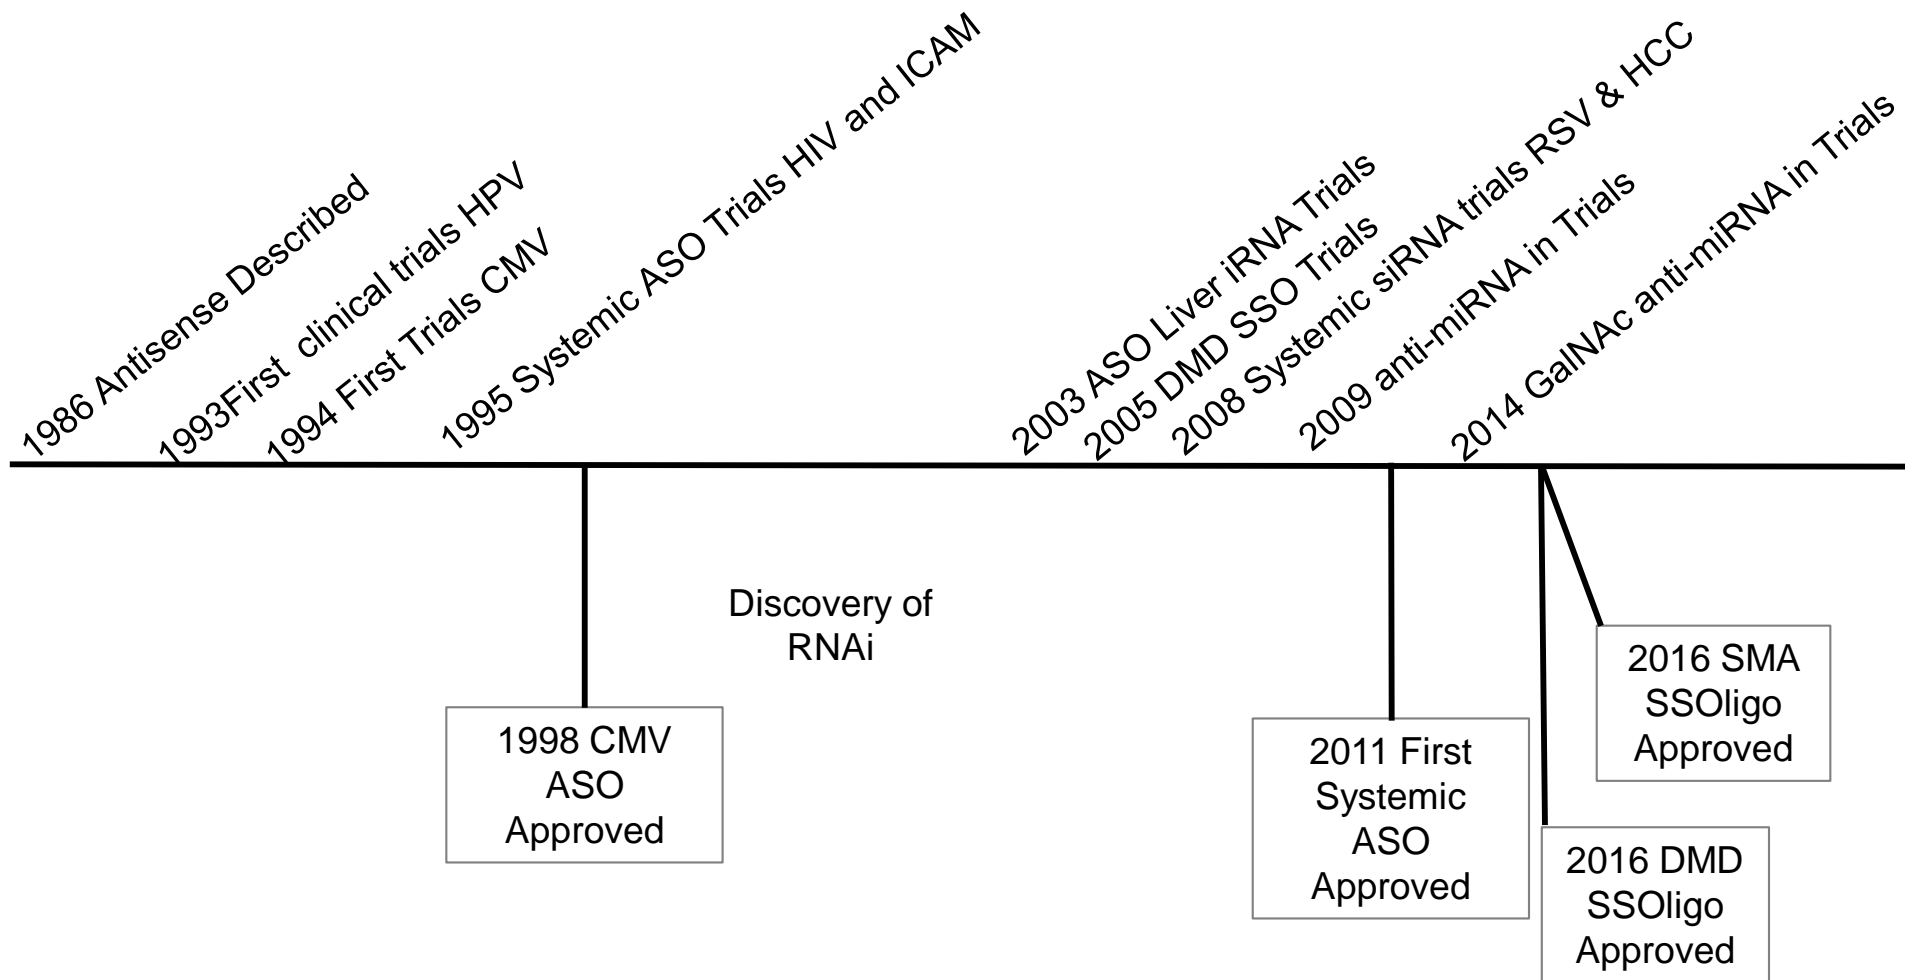 1986 Antisense Described
1993First  clinical trials HPV
1994 First Trials CMV
1995 Systemic ASO Trials HIV and ICAM
2003 ASO Liver iRNA Trials
2005 DMD SSO Trials
2008 Systemic siRNA trials RSV & HCC
2009 anti-miRNA in Trials
2014 GalNAc anti-miRNA in Trials
Discovery of
RNAi
1998 CMV
ASO
Approved
2011 First
Systemic
ASO
Approved
2016 SMA
SSOligo
Approved
2016 DMD
SSOligo
Approved